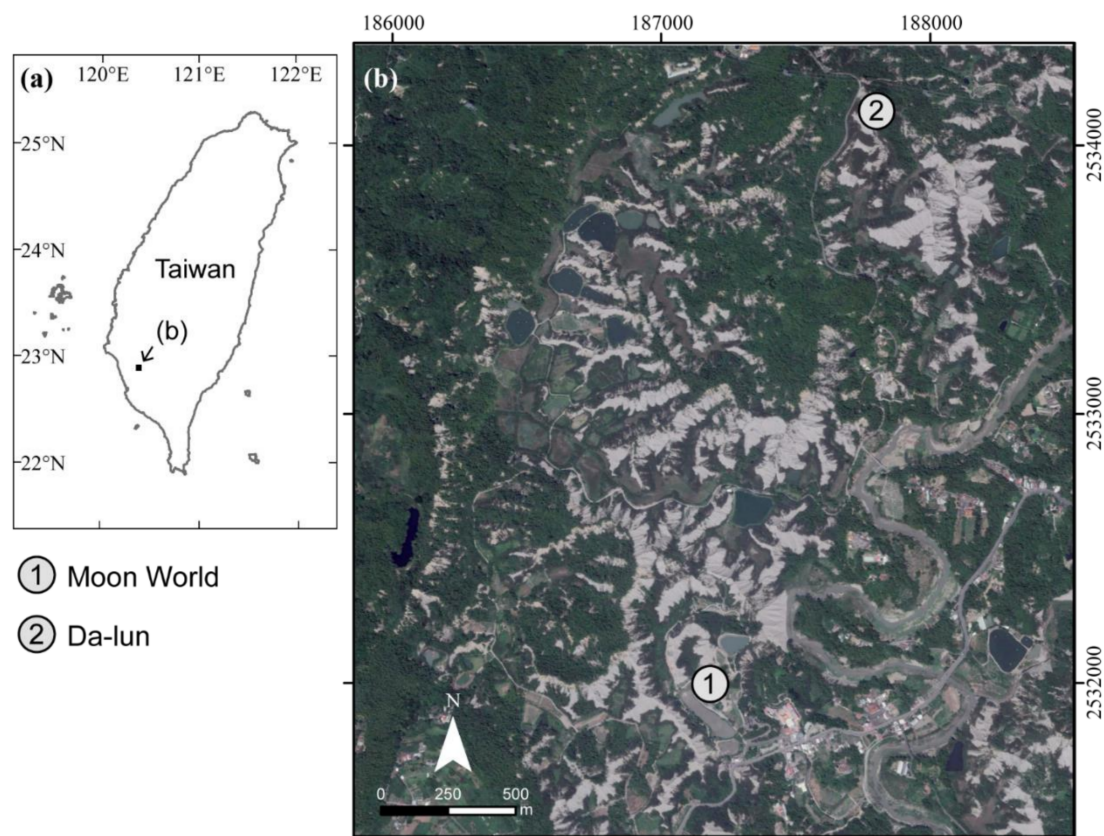 (a)
120°E
121°E
122°E
25°N
24°N
23°N
22°N
Taiwan
(b)
1 Moon World
2 Da-lun
186000
187000
188000
(b)
2
2534000
2533000
2532000
1
N
0 250 500
m